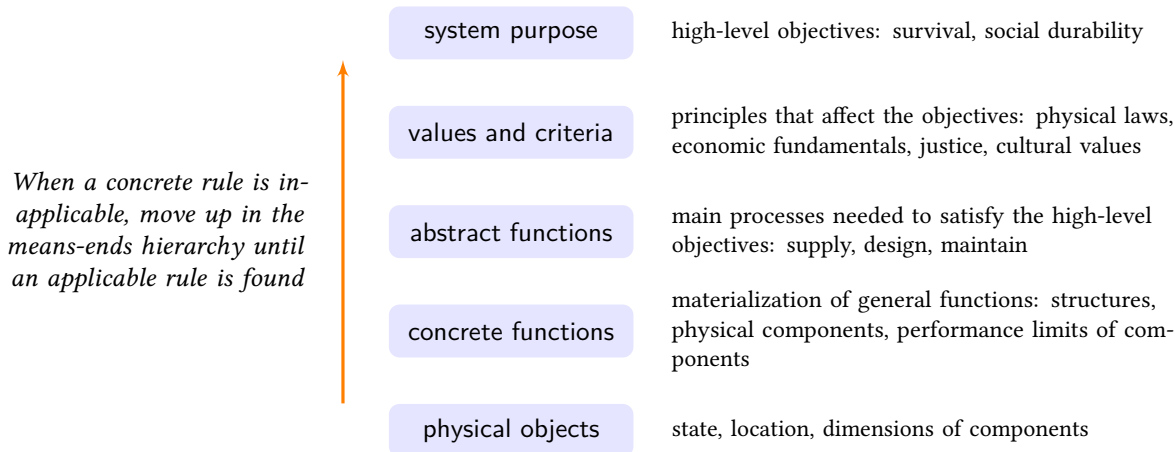 system purpose
high-level objectives: survival, social durability
values and criteria
principles that affect the objectives: physical laws,
economic fundamentals, justice, cultural values
When a concrete rule is in-
applicable, move up in the
means-ends hierarchy until
an applicable rule is found
abstract functions
main processes needed to satisfy the high-level
objectives: supply, design, maintain
concrete functions
materialization of general functions: structures,
physical components, performance limits of com-
ponents
physical objects
state, location, dimensions of components